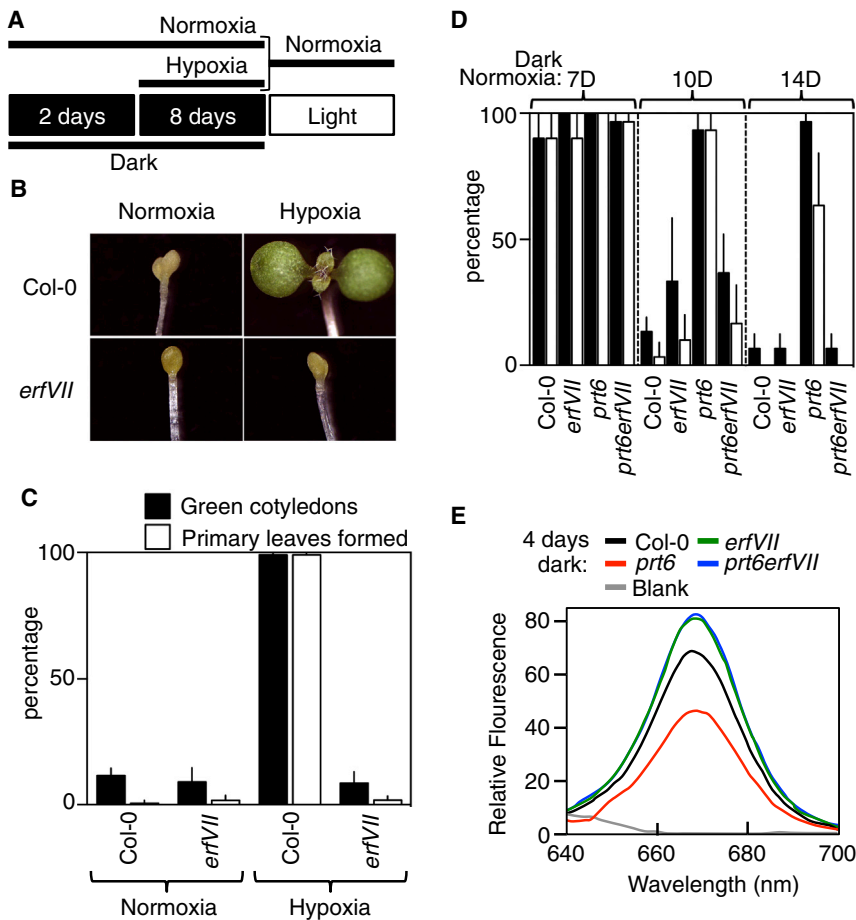 A
Normoxia
Normoxia
Hypoxia
2 days
8 days
Light
Dark
B
Normoxia
Hypoxia
Col-0
erfVII
C
Green cotyledons
Primary leaves formed
100
50
0
percentage
Col-0
erfVII
Col-0
erfVII
Normoxia
Hypoxia
D
Dark
Normoxia: 7D 10D 14D
100
50
0
percentage
Col-0
erfVII
prt6
prt6erfVII
Col-0
erfVII
prt6
prt6erfVII
Col-0
erfVII
prt6
prt6erfVII
E
4 days
dark:
Col-0
erfVII
prt6
prt6erfVII
Blank
80
60
40
20
0
Relative Flourescence
640
660
680
700
Wavelength (nm)